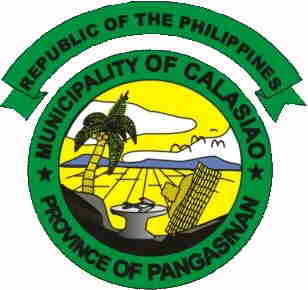 REPUBLIC OF THE PHILIPPINES
MUNICIPALITY OF CALASIAO
PROVINCE OF PANGASINAN